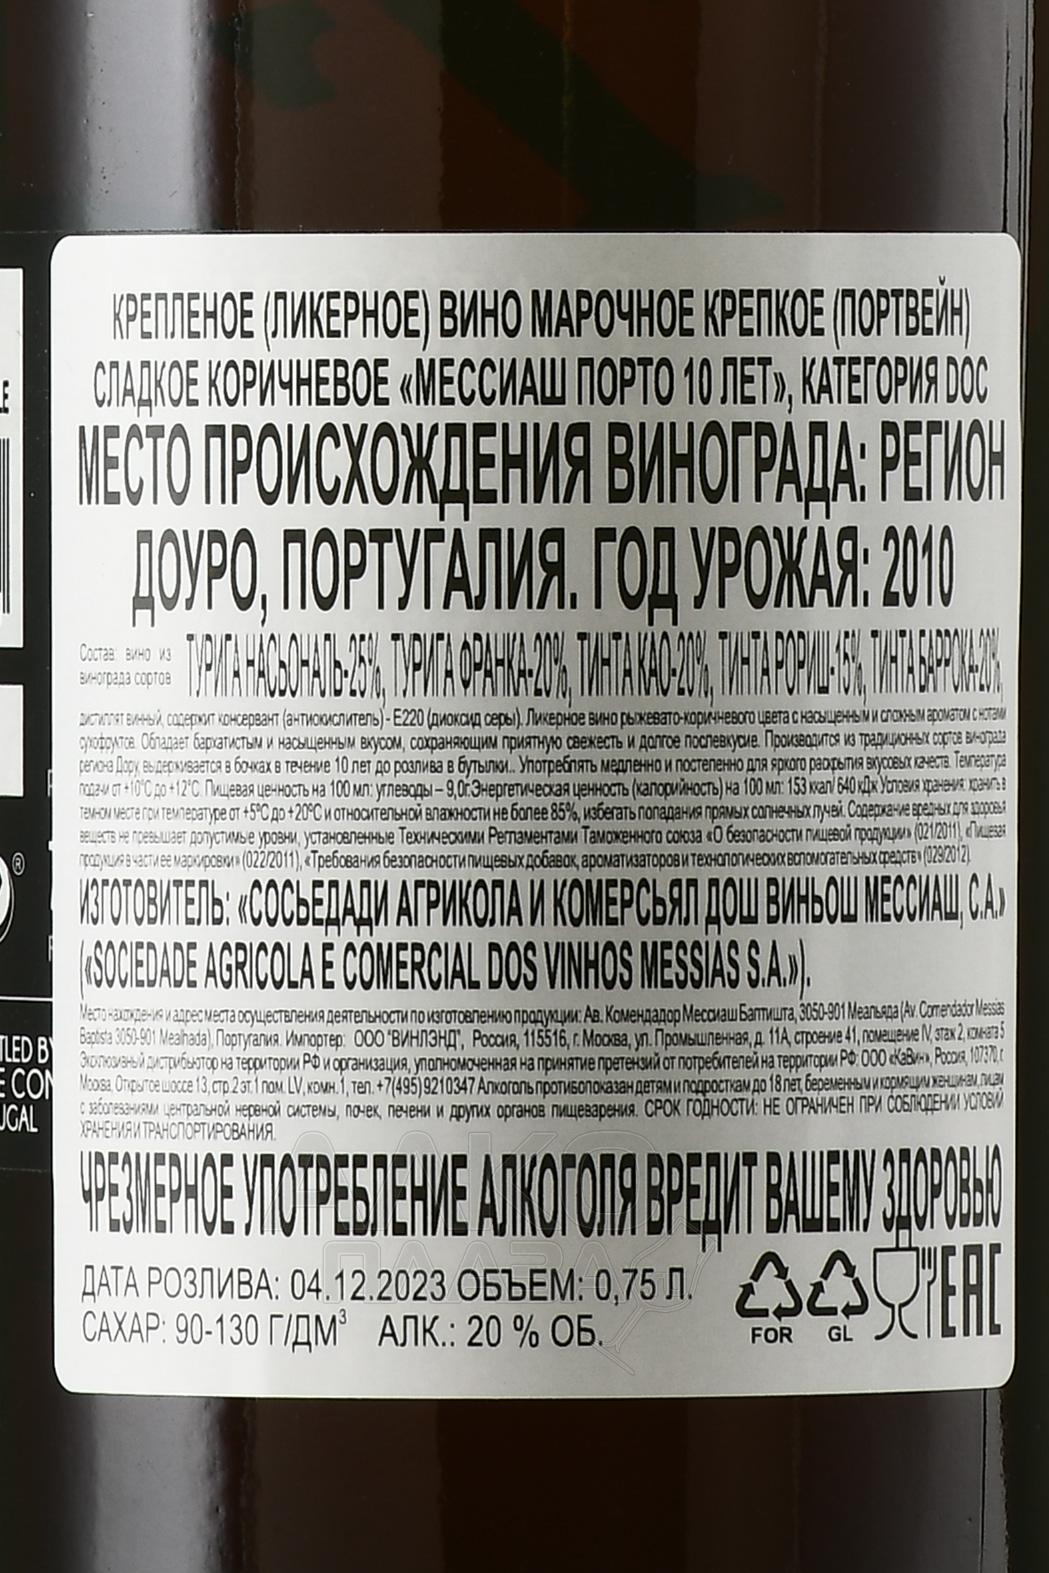 КРЕПЛЕНОЕ (ЛИКЕРНОЕ) ВИНО МАРОЧНОЕ КРЕПКОЕ (ПОРТВЕЙН)
СЛАДКОЕ КОРИЧНЕВОЕ «МЕССИАШ ПОРТО 10 ЛЕТ», КАТЕГОРИЯ DOC
МЕСТО ПРОИСХОЖДЕНИЯ ВИНОГРАДА: РЕГИОН
ДОУРО, ПОРТУГАЛИЯ. ГОД УРОЖАЯ: 2010
Состав: вино из
винограда сортов
ТУРИГА НАСЬОНАЛЬ-25%, ТУРИГА ФРАНКА-20%, ТИНТА КАО-20%, ТИНТА РОРИШ-15%, ТИНТА БАРРОКА-20%,
дистиллят винный, содержит консервант (антиокислитель) - Е220 (диоксид серы). Ликерное вино рыжевато-коричневого цвета с насыщенным и сложным ароматом с нотами
сухофруктов. Обладает бархатистым и насыщенным вкусом, сохраняющим приятную свежесть и долгое послевкусие. Производится из традиционных сортов винограда
региона Дору, выдерживается в бочках в течение 10 лет до розлива в бутылки.. Употреблять медленно и постепенно для яркого раскрытия вкусовых качеств. Температура
подачи от +10°С до +12°С. Пищевая ценность на 100 мл: углеводы – 9,0г.Энергетическая ценность (калорийность) на 100 мл: 153 ккал/ 640 кДж Условия хранения: хранить в
темном месте при температуре от +5°С до +20°С и относительной влажности не более 85%, избегать попадания прямых солнечных лучей. Содержание вредных для здоровья
веществ не превышает допустимые уровни, установленные Техническими Регламентами Таможенного союза «О безопасности пищевой продукции» (021/2011), «Пищевая
продукция в части ее маркировки» (022/2011), «Требования безопасности пищевых добавок, ароматизаторов и технологических вспомогательных средств» (029/2012).
ИЗГОТОВИТЕЛЬ: «СОСЬЕДАДИ АГРИКОЛА И КОМЕРСЬЯЛ ДОШ ВИНЬОШ МЕССИАШ, С.А.»
(«SOCIEDADE AGRICOLA E COMERCIAL DOS VINHOS MESSIAS S.A.»).
Место нахождения и адрес места осуществления деятельности по изготовлению продукции: Ав. Комендадор Мессиаш Баптишта, 3050-901 Меальяда (Av. Comendador Messias
Baptista 3050-901 Mealhada), Португалия. Импортер: ООО "ВИНЛЭНД", Россия, 115516, г. Москва, ул. Промышленная, д. 11А, строение 41, помещение IV, этаж 2, комната 5
Эксклюзивный дистрибьютор на территории РФ и организация, уполномоченная на принятие претензий от потребителей на территории РФ: ООО «КаВин», Россия, 107370, г.
Москва, Открытое шоссе 13, стр.2 эт.1 пом. LV, комн.1, тел. +7(495)9210347 Алкоголь противопоказан детям и подросткам до 18 лет, беременным и кормящим женщинам, лицам
с заболеваниями центральной нервной системы, почек, печени и других органов пищеварения. СРОК ГОДНОСТИ: НЕ ОГРАНИЧЕН ПРИ СОБЛЮДЕНИИ УСЛОВИЙ
ХРАНЕНИЯ И ТРАНСПОРТИРОВАНИЯ.
ЧРЕЗМЕРНОЕ УПОТРЕБЛЕНИЕ АЛКОГОЛЯ ВРЕДИТ ВАШЕМУ ЗДОРОВЬЮ
ДАТА РОЗЛИВА: 04.12.2023 ОБЪЕМ: 0,75 Л.
САХАР: 90-130 Г/ДМ³ АЛК.: 20 % ОБ.
FOR GL EAC
АЛКО
ПЛАЗА